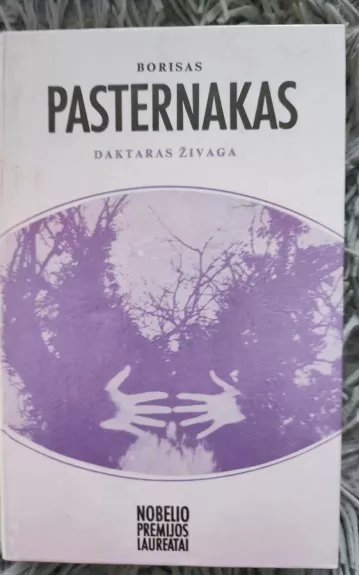 BORISAS
PASTERNAKAS
DAKTARAS ŽIVAGA
NOBELIO
PREMIJOS
LAUREATAI